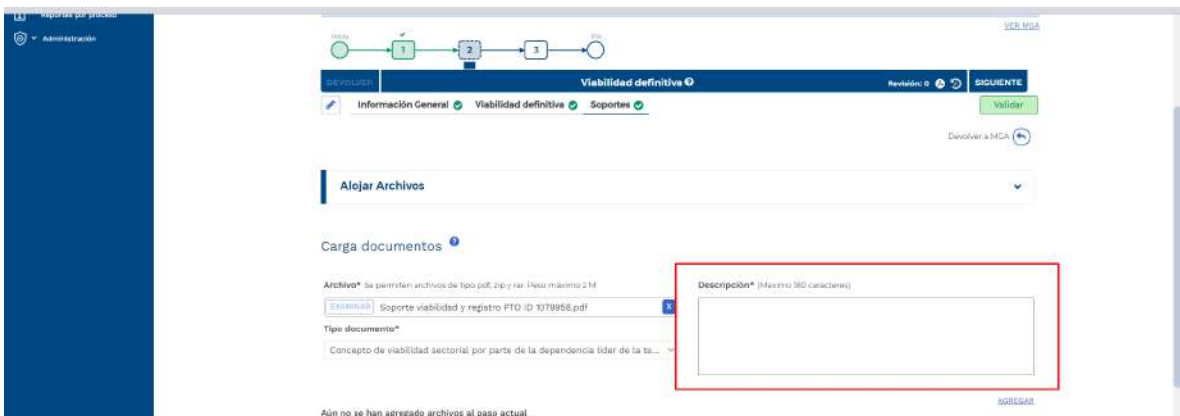 Reportes por proceso
Administración
VER MGA
Inicio
Fin
1
2
3
DEVOLVER
Viabilidad definitiva
Revisión: 0
SIGUIENTE
Información General
Viabilidad definitiva
Soportes
Validar
Devolver a MGA
Alojar Archivos
Carga documentos
Archivo* Se permiten archivos de tipo pdf, zip y rar. Peso máximo 2 M
Descripción* (Máximo 180 caracteres)
EXAMINAR
Soporte viabilidad y registro PTO ID 1079958.pdf
X
Tipo documento*
Concepto de viabilidad sectorial por parte de la dependencia líder de la te...
AGREGAR
Aún no se han agregado archivos al paso actual